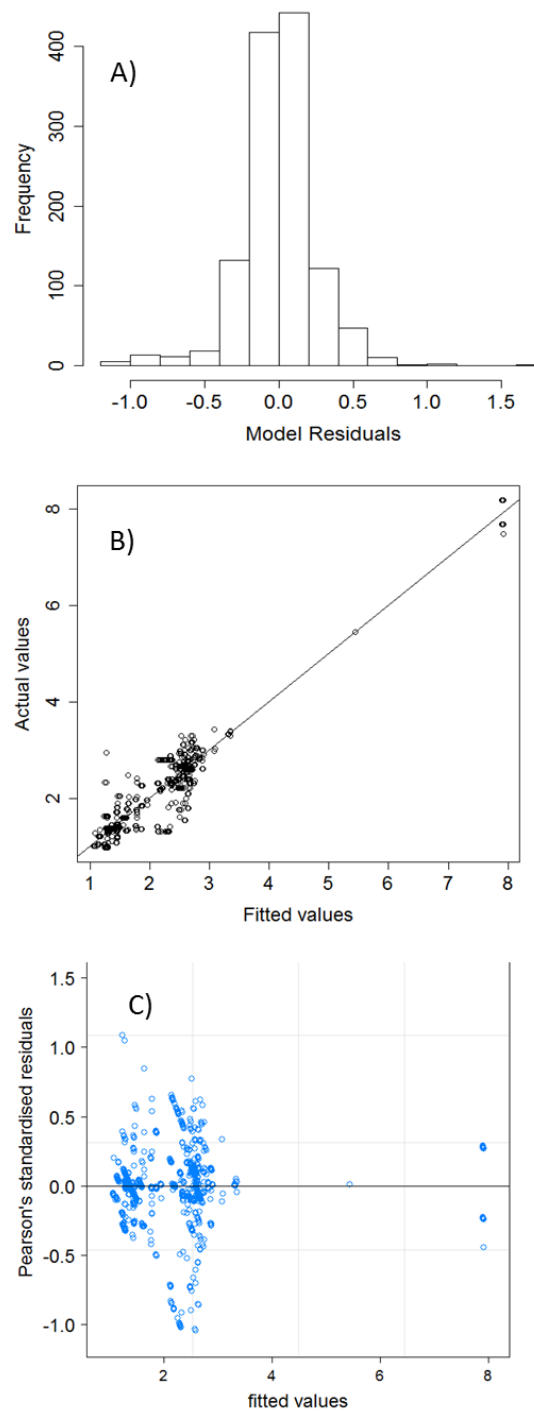 A)
Frequency
0 100 200 300 400
-1.0 -0.5 0.0 0.5 1.0 1.5
Model Residuals
B)
Actual values
2 4 6 8
1 2 3 4 5 6 7 8
Fitted values
C)
Pearson's standardised residuals
1.5
1.0
0.5
0.0
-0.5
-1.0
2 4 6 8
fitted values